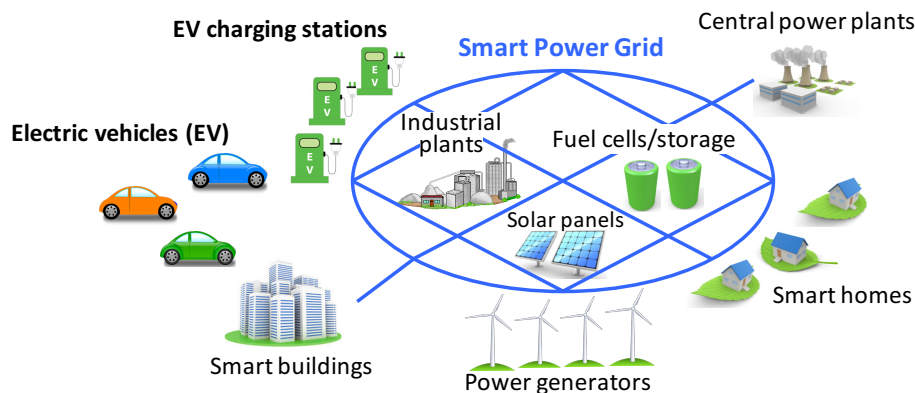 EV charging stations
Smart Power Grid
Central power plants
E
V
E
V
E
V
Electric vehicles (EV)
Industrial
plants
Fuel cells/storage
Solar panels
Smart homes
Smart buildings
Power generators